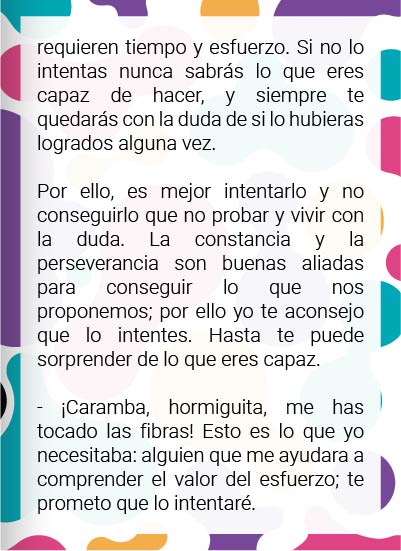 requieren tiempo y esfuerzo. Si no lo
intentas nunca sabrás lo que eres
capaz de hacer, y siempre te
quedarás con la duda de si lo hubieras
logrados alguna vez.
Por ello, es mejor intentarlo y no
conseguirlo que no probar y vivir con
la duda. La constancia y la
perseverancia son buenas aliadas
para conseguir lo que nos
proponemos; por ello yo te aconsejo
que lo intentes. Hasta te puede
sorprender de lo que eres capaz.
- ¡Caramba, hormiguita, me has
tocado las fibras! Esto es lo que yo
necesitaba: alguien que me ayudara a
comprender el valor del esfuerzo; te
prometo que lo intentaré.